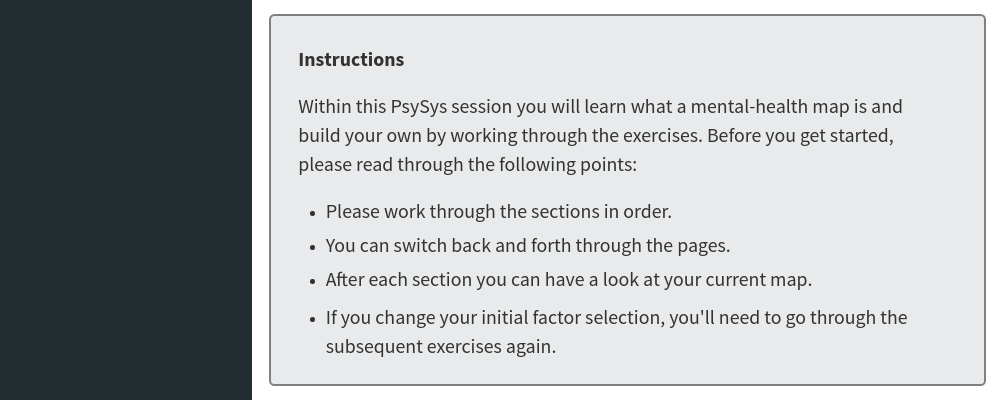 Instructions
Within this PsySys session you will learn what a mental-health map is and
build your own by working through the exercises. Before you get started,
please read through the following points:
• Please work through the sections in order.
• You can switch back and forth through the pages.
• After each section you can have a look at your current map.
• If you change your initial factor selection, you'll need to go through the
subsequent exercises again.